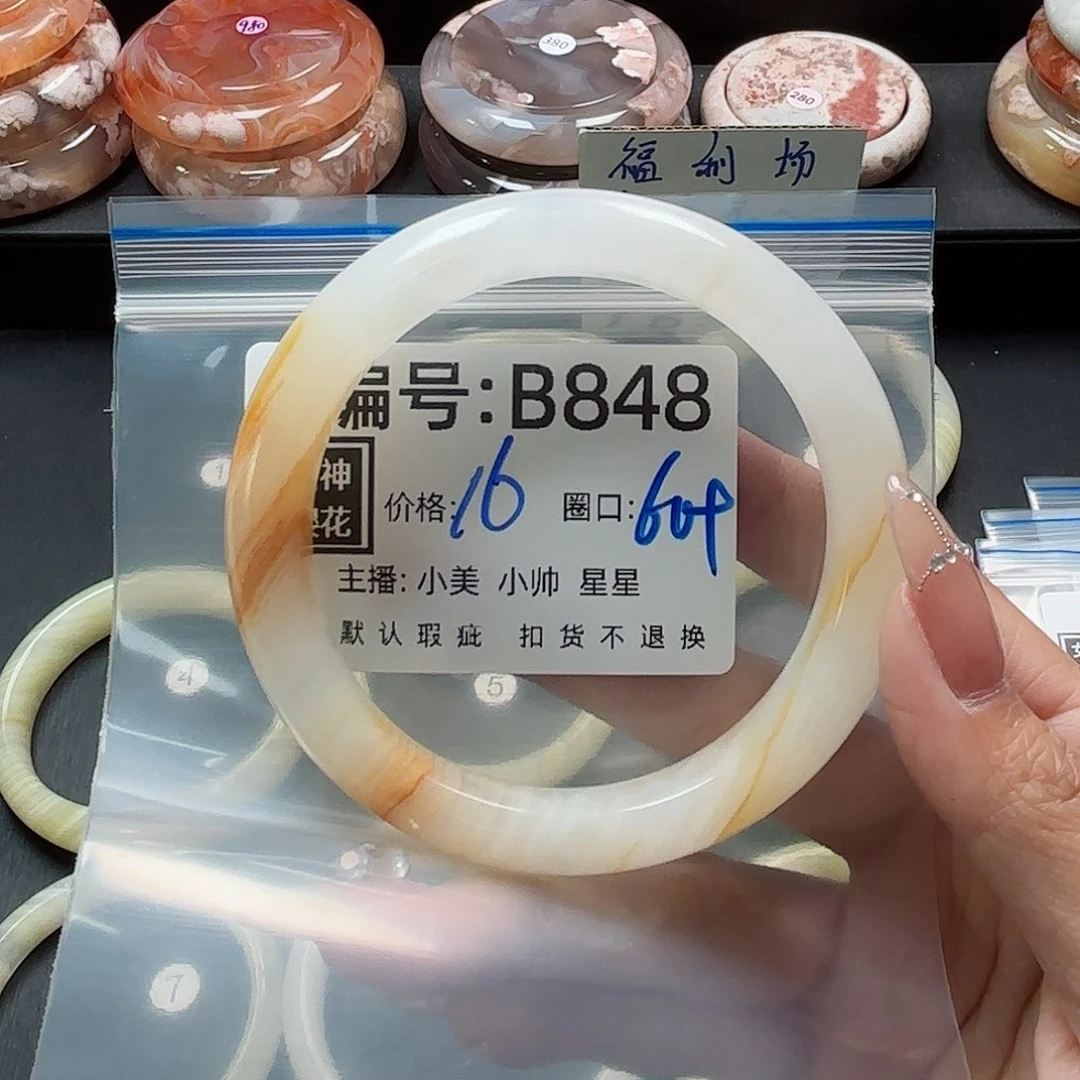 980
380
280
福利场
编号:B848
神
花
价格:16 圈口:60+
主播:小美 小帅 星星
默认瑕疵 扣货不退换
4
5
7